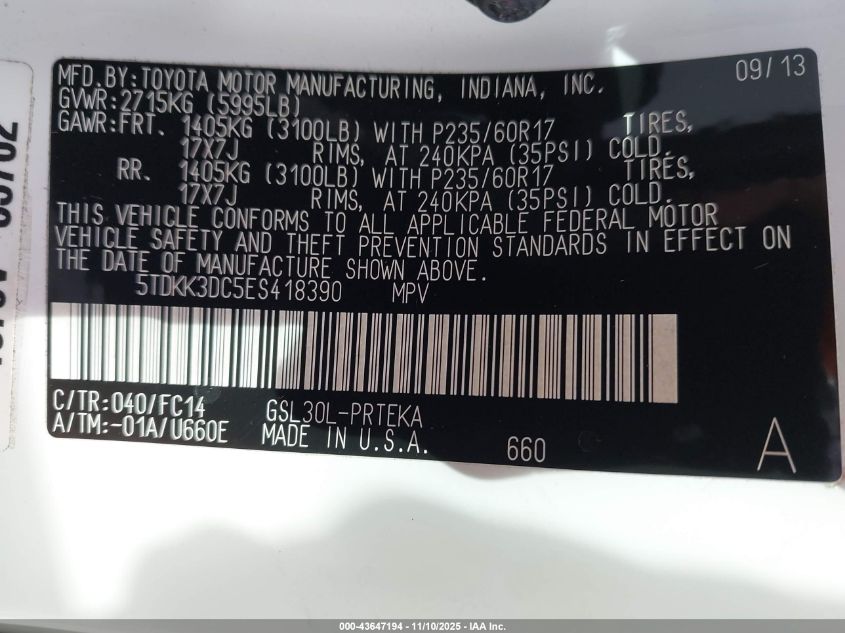 MFD.BY:TOYOTA MOTOR MANUFACTURING, INDIANA, INC. 09/13
GVWR:2715KG (5995LB)
GAWR:FRT. 1405KG (3100LB) WITH P235/60R17 TIRES,
17X7J RIMS, AT 240KPA (35PSI) COLD.
RR. 1405KG (3100LB) WITH P235/60R17 TIRES,
17X7J RIMS, AT 240KPA (35PSI) COLD.
THIS VEHICLE CONFORMS TO ALL APPLICABLE FEDERAL MOTOR
VEHICLE SAFETY AND THEFT PREVENTION STANDARDS IN EFFECT ON
THE DATE OF MANUFACTURE SHOWN ABOVE.
5TDKK3DC5ES418390 MPV
C/TR:040/FC14 GSL30L-PRTEKA
A/TM:-01A/U660E MADE IN U.S.A. 660 A
000-43647194 - 11/10/2025 - IAA Inc.